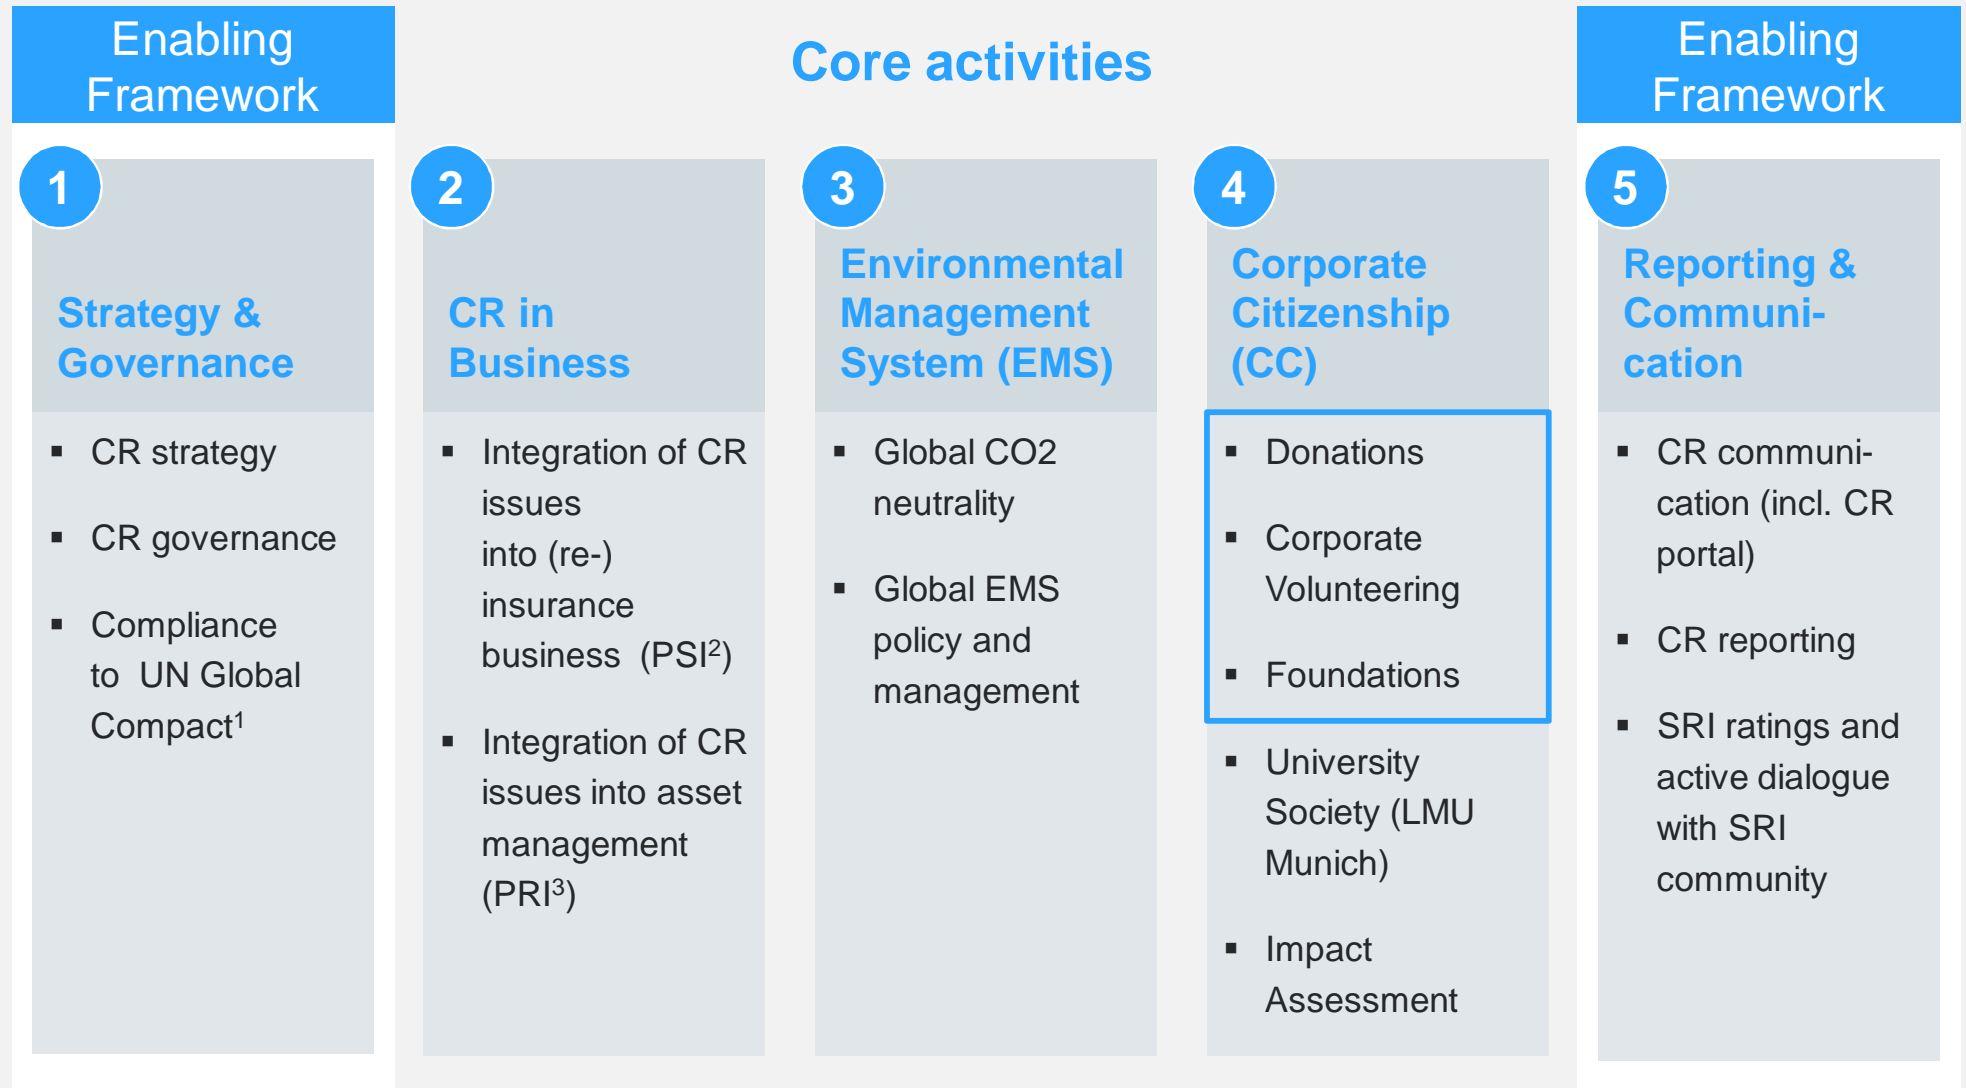 Enabling
Framework
Core activities
Enabling
Framework
1
Strategy &
Governance
▪ CR strategy
▪ CR governance
▪ Compliance
to UN Global
Compact¹
2
CR in
Business
▪ Integration of CR
issues
into (re-)
insurance
business (PSI²)
▪ Integration of CR
issues into asset
management
(PRI³)
3
Environmental
Management
System (EMS)
▪ Global CO2
neutrality
▪ Global EMS
policy and
management
4
Corporate
Citizenship
(CC)
▪ Donations
▪ Corporate
Volunteering
▪ Foundations
▪ University
Society (LMU
Munich)
▪ Impact
Assessment
5
Reporting &
Communi-
cation
▪ CR communi-
cation (incl. CR
portal)
▪ CR reporting
▪ SRI ratings and
active dialogue
with SRI
community